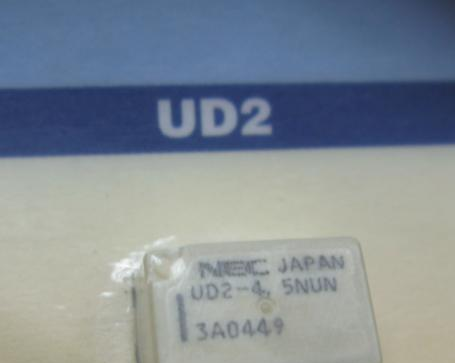 UD2
NEC JAPAN
UD2-4, 5NUN
3A0449